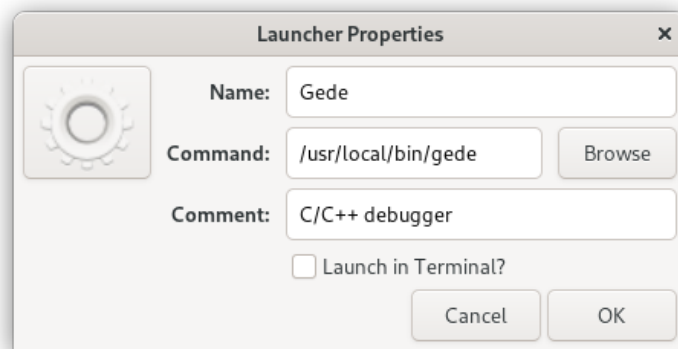 Launcher Properties ×
Name: Gede
Command: /usr/local/bin/gede Browse
Comment: C/C++ debugger
Launch in Terminal?
Cancel OK